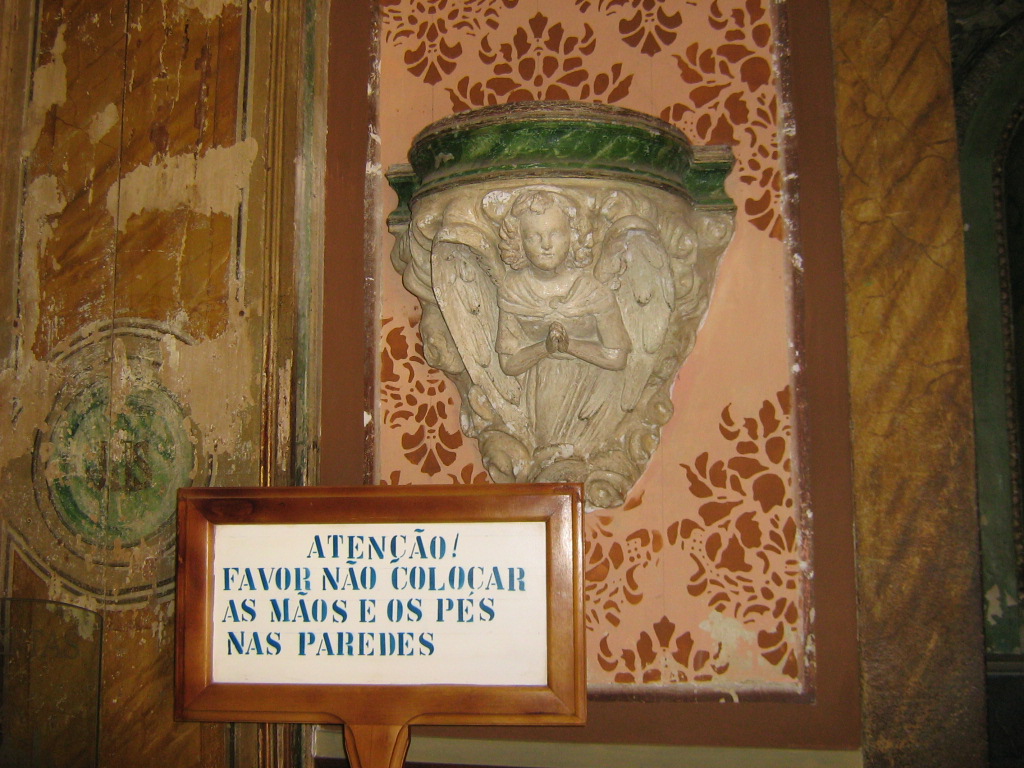 ATENÇÃO!
FAVOR NÃO COLOCAR
AS MÃOS E OS PÉS
NAS PAREDES